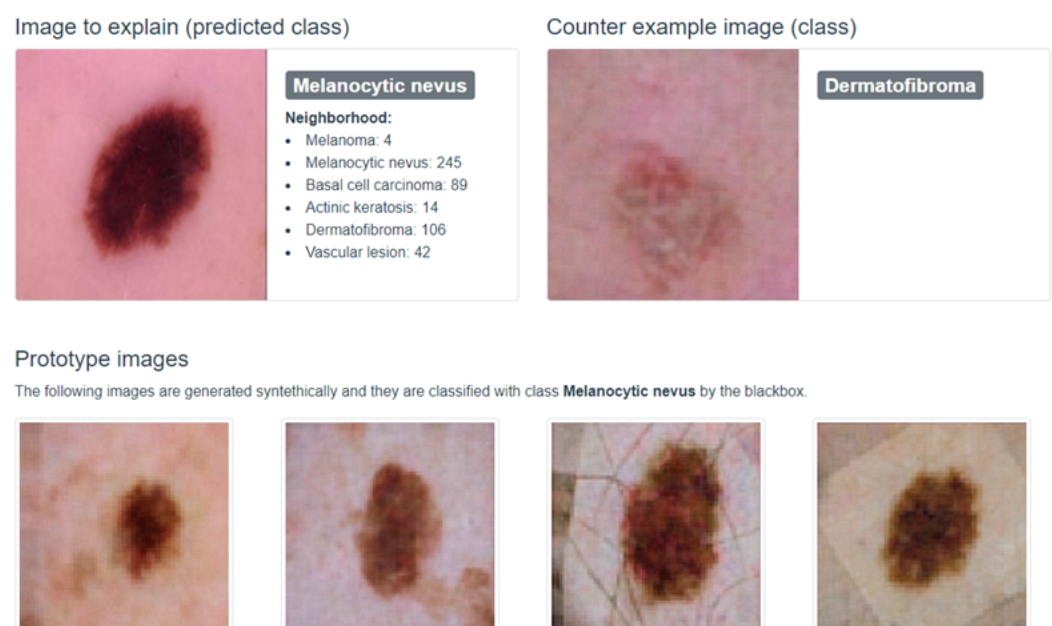 Image to explain (predicted class)
Counter example image (class)
Melanocytic nevus
Dermatofibroma
Neighborhood:
• Melanoma: 4
• Melanocytic nevus: 245
• Basal cell carcinoma: 89
• Actinic keratosis: 14
• Dermatofibroma: 106
• Vascular lesion: 42
Prototype images
The following images are generated syntethically and they are classified with class Melanocytic nevus by the blackbox.